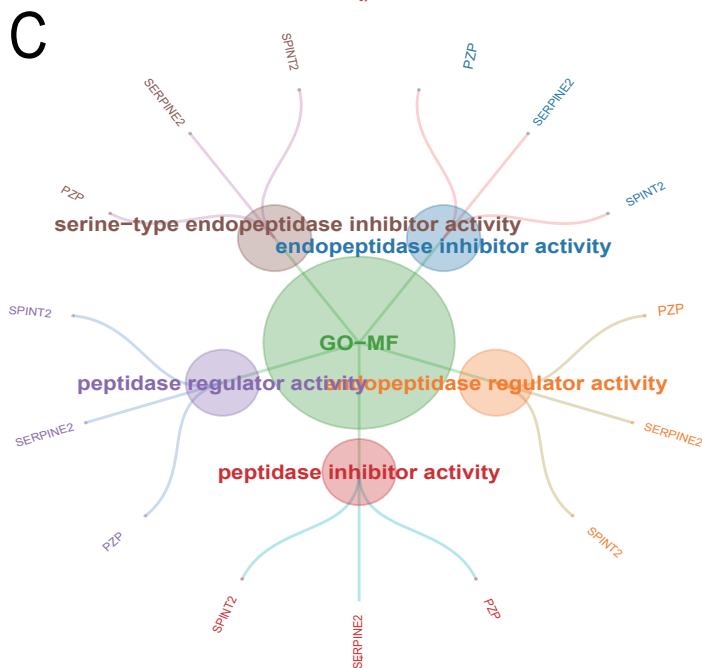 C
SPINT2
PZP
SERPINE2
SERPINE2
PZP
SPINT2
serine−type endopeptidase inhibitor activity
endopeptidase inhibitor activity
SPINT2
PZP
GO−MF
peptidase regulator activity
endopeptidase regulator activity
SERPINE2
SERPINE2
peptidase inhibitor activity
PZP
SPINT2
SPINT2
SERPINE2
PZP